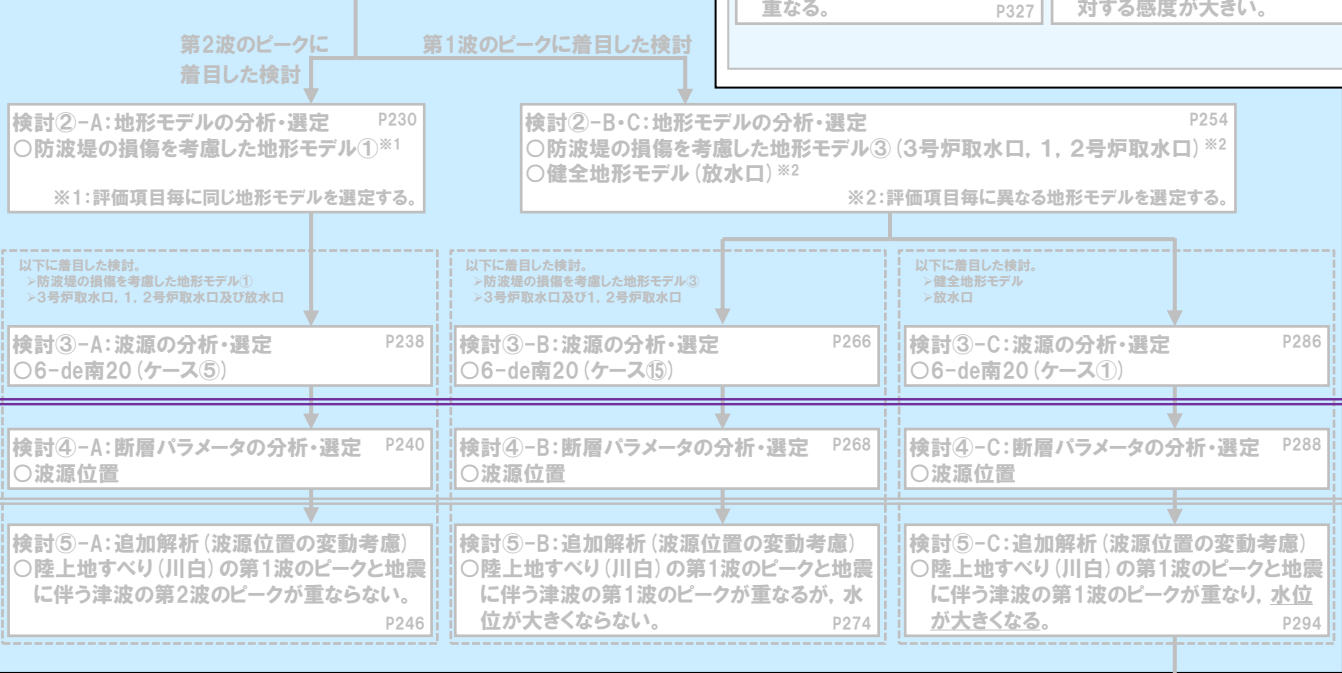 重なる。
P327
対する感度が大きい。
第2波のピークに
着目した検討
第1波のピークに着目した検討
検討②-A:地形モデルの分析・選定 P230
○防波堤の損傷を考慮した地形モデル①※1
※1:評価項目毎に同じ地形モデルを選定する。
検討②-B・C:地形モデルの分析・選定 P254
○防波堤の損傷を考慮した地形モデル③(3号炉取水口, 1, 2号炉取水口)※2
○健全地形モデル(放水口)※2
※2:評価項目毎に異なる地形モデルを選定する。
以下に着目した検討。
➢防波堤の損傷を考慮した地形モデル①
➢3号炉取水口, 1, 2号炉取水口及び放水口
検討③-A:波源の分析・選定 P238
○6-de南20(ケース⑤)
検討④-A:断層パラメータの分析・選定 P240
○波源位置
検討⑤-A:追加解析(波源位置の変動考慮)
○陸上地すべり(川白)の第1波のピークと地震
に伴う津波の第2波のピークが重ならない。
P246
以下に着目した検討。
➢防波堤の損傷を考慮した地形モデル③
➢3号炉取水口及び1, 2号炉取水口
検討③-B:波源の分析・選定 P266
○6-de南20(ケース⑮)
検討④-B:断層パラメータの分析・選定 P268
○波源位置
検討⑤-B:追加解析(波源位置の変動考慮)
○陸上地すべり(川白)の第1波のピークと地震
に伴う津波の第1波のピークが重なるが, 水
位が大きくならない。 P274
以下に着目した検討。
➢健全地形モデル
➢放水口
検討③-C:波源の分析・選定 P286
○6-de南20(ケース①)
検討④-C:断層パラメータの分析・選定 P288
○波源位置
検討⑤-C:追加解析(波源位置の変動考慮)
○陸上地すべり(川白)の第1波のピークと地震
に伴う津波の第1波のピークが重なり, 水位
が大きくなる。 P294